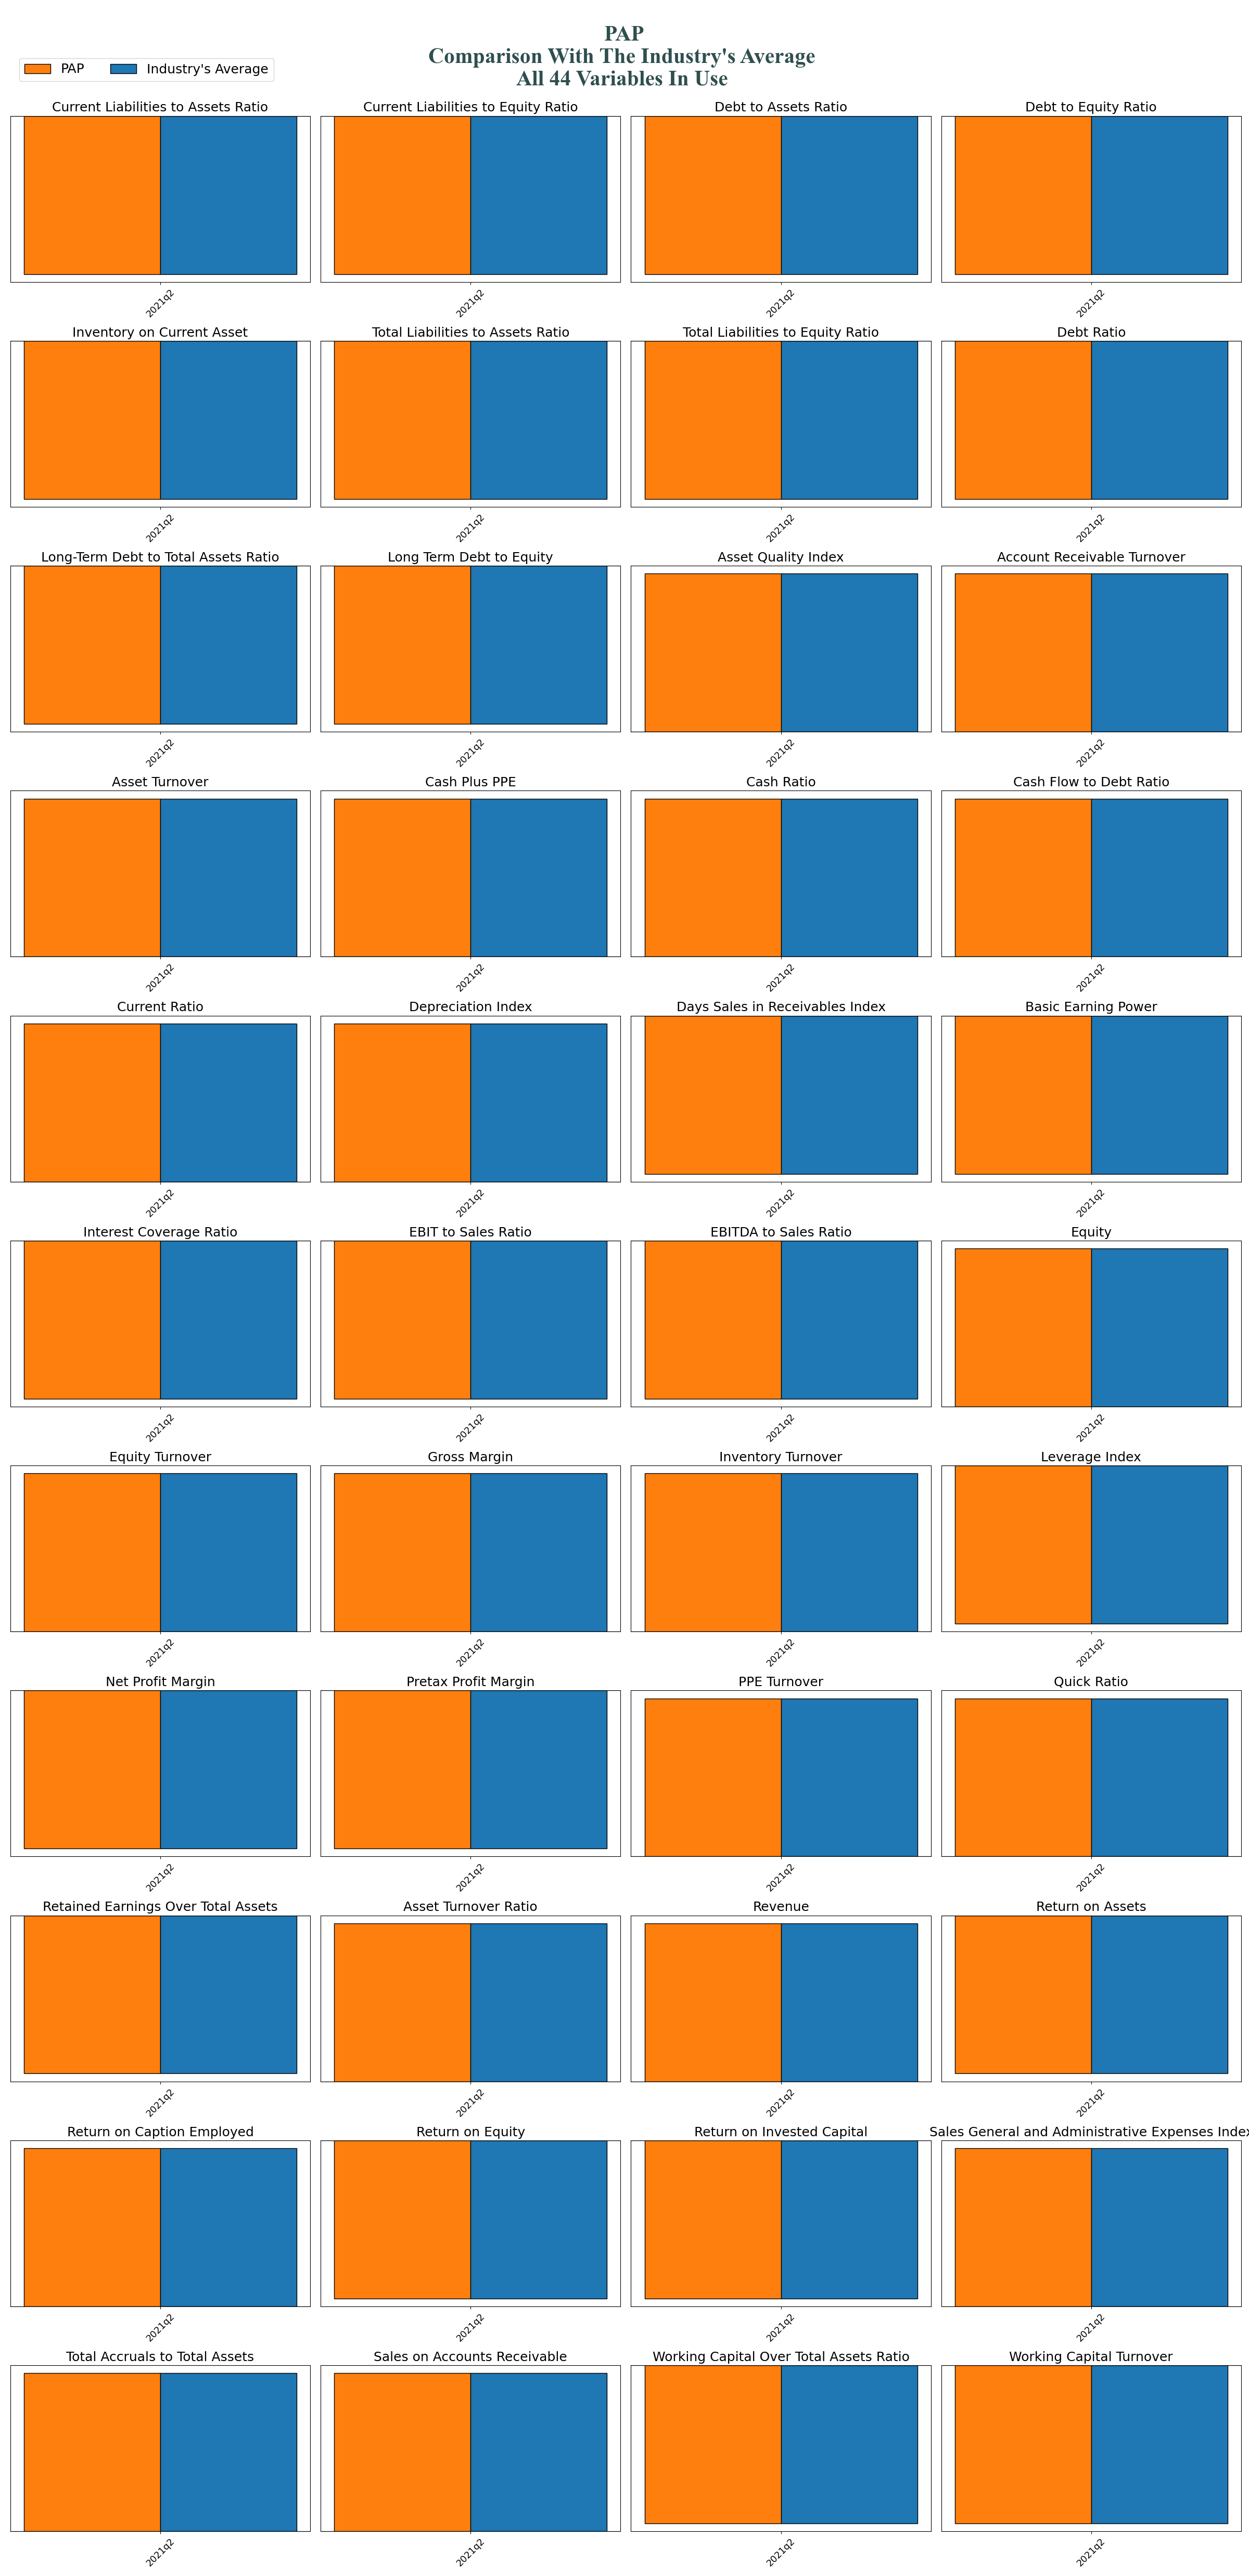 PAP
Comparison With The Industry's Average
All 44 Variables In Use
PAP Industry's Average
Current Liabilities to Assets Ratio Current Liabilities to Equity Ratio Debt to Assets Ratio Debt to Equity Ratio
2021q2 2021q2 2021q2 2021q2
Inventory on Current Asset Total Liabilities to Assets Ratio Total Liabilities to Equity Ratio Debt Ratio
2021q2 2021q2 2021q2 2021q2
Long-Term Debt to Total Assets Ratio Long Term Debt to Equity Asset Quality Index Account Receivable Turnover
2021q2 2021q2 2021q2 2021q2
Asset Turnover Cash Plus PPE Cash Ratio Cash Flow to Debt Ratio
2021q2 2021q2 2021q2 2021q2
Current Ratio Depreciation Index Days Sales in Receivables Index Basic Earning Power
2021q2 2021q2 2021q2 2021q2
Interest Coverage Ratio EBIT to Sales Ratio EBITDA to Sales Ratio Equity
2021q2 2021q2 2021q2 2021q2
Equity Turnover Gross Margin Inventory Turnover Leverage Index
2021q2 2021q2 2021q2 2021q2
Net Profit Margin Pretax Profit Margin PPE Turnover Quick Ratio
2021q2 2021q2 2021q2 2021q2
Retained Earnings Over Total Assets Asset Turnover Ratio Revenue Return on Assets
2021q2 2021q2 2021q2 2021q2
Return on Caption Employed Return on Equity Return on Invested Capital Sales General and Administrative Expenses Index
2021q2 2021q2 2021q2 2021q2
Total Accruals to Total Assets Sales on Accounts Receivable Working Capital Over Total Assets Ratio Working Capital Turnover
2021q2 2021q2 2021q2 2021q2